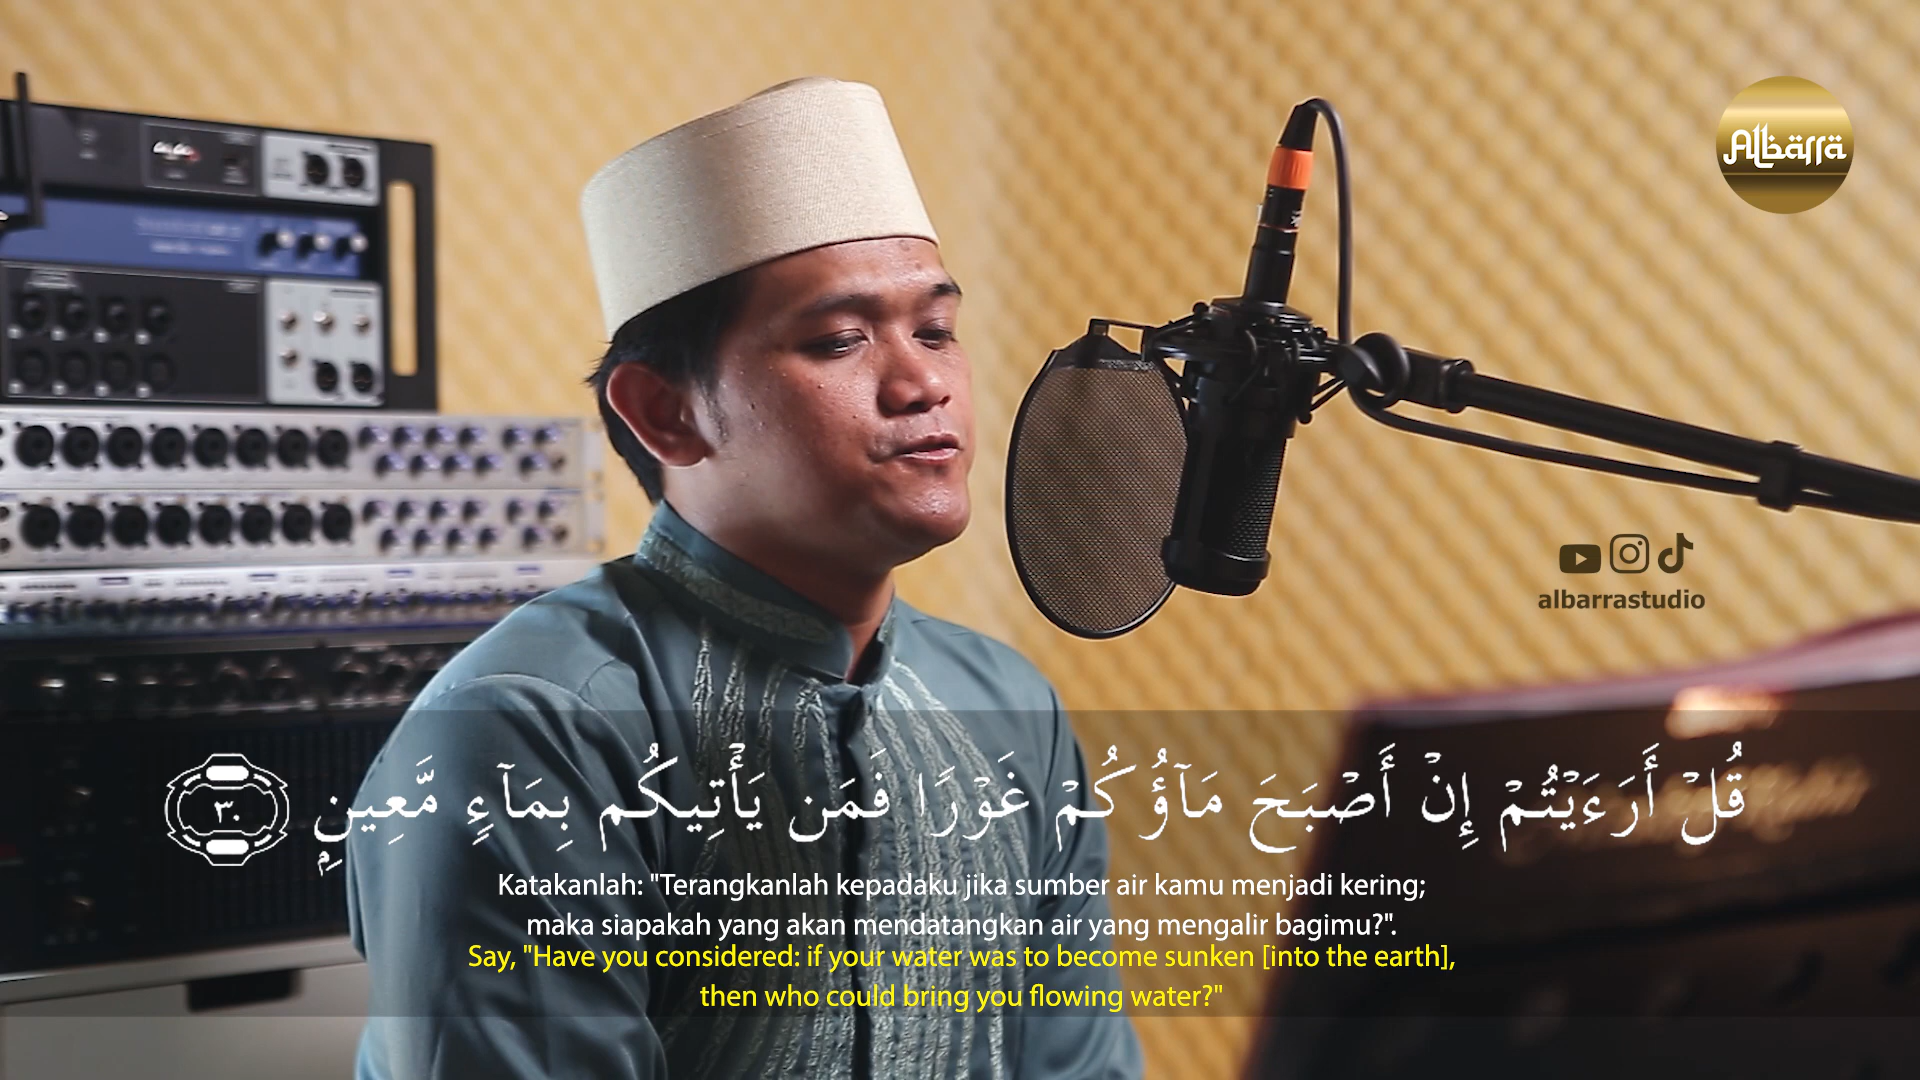 Albarra
albarrastudio
قُلْ أَرَءَيْتُمْ إِنْ أَصْبَحَ مَآؤُكُمْ غَوْرًا فَمَن يَأْتِيكُم بِمَآءٍ مَّعِينٍۭ ٣٠
Katakanlah: "Terangkanlah kepadaku jika sumber air kamu menjadi kering;
maka siapakah yang akan mendatangkan air yang mengalir bagimu?".
Say, "Have you considered: if your water was to become sunken [into the earth],
then who could bring you flowing water?"